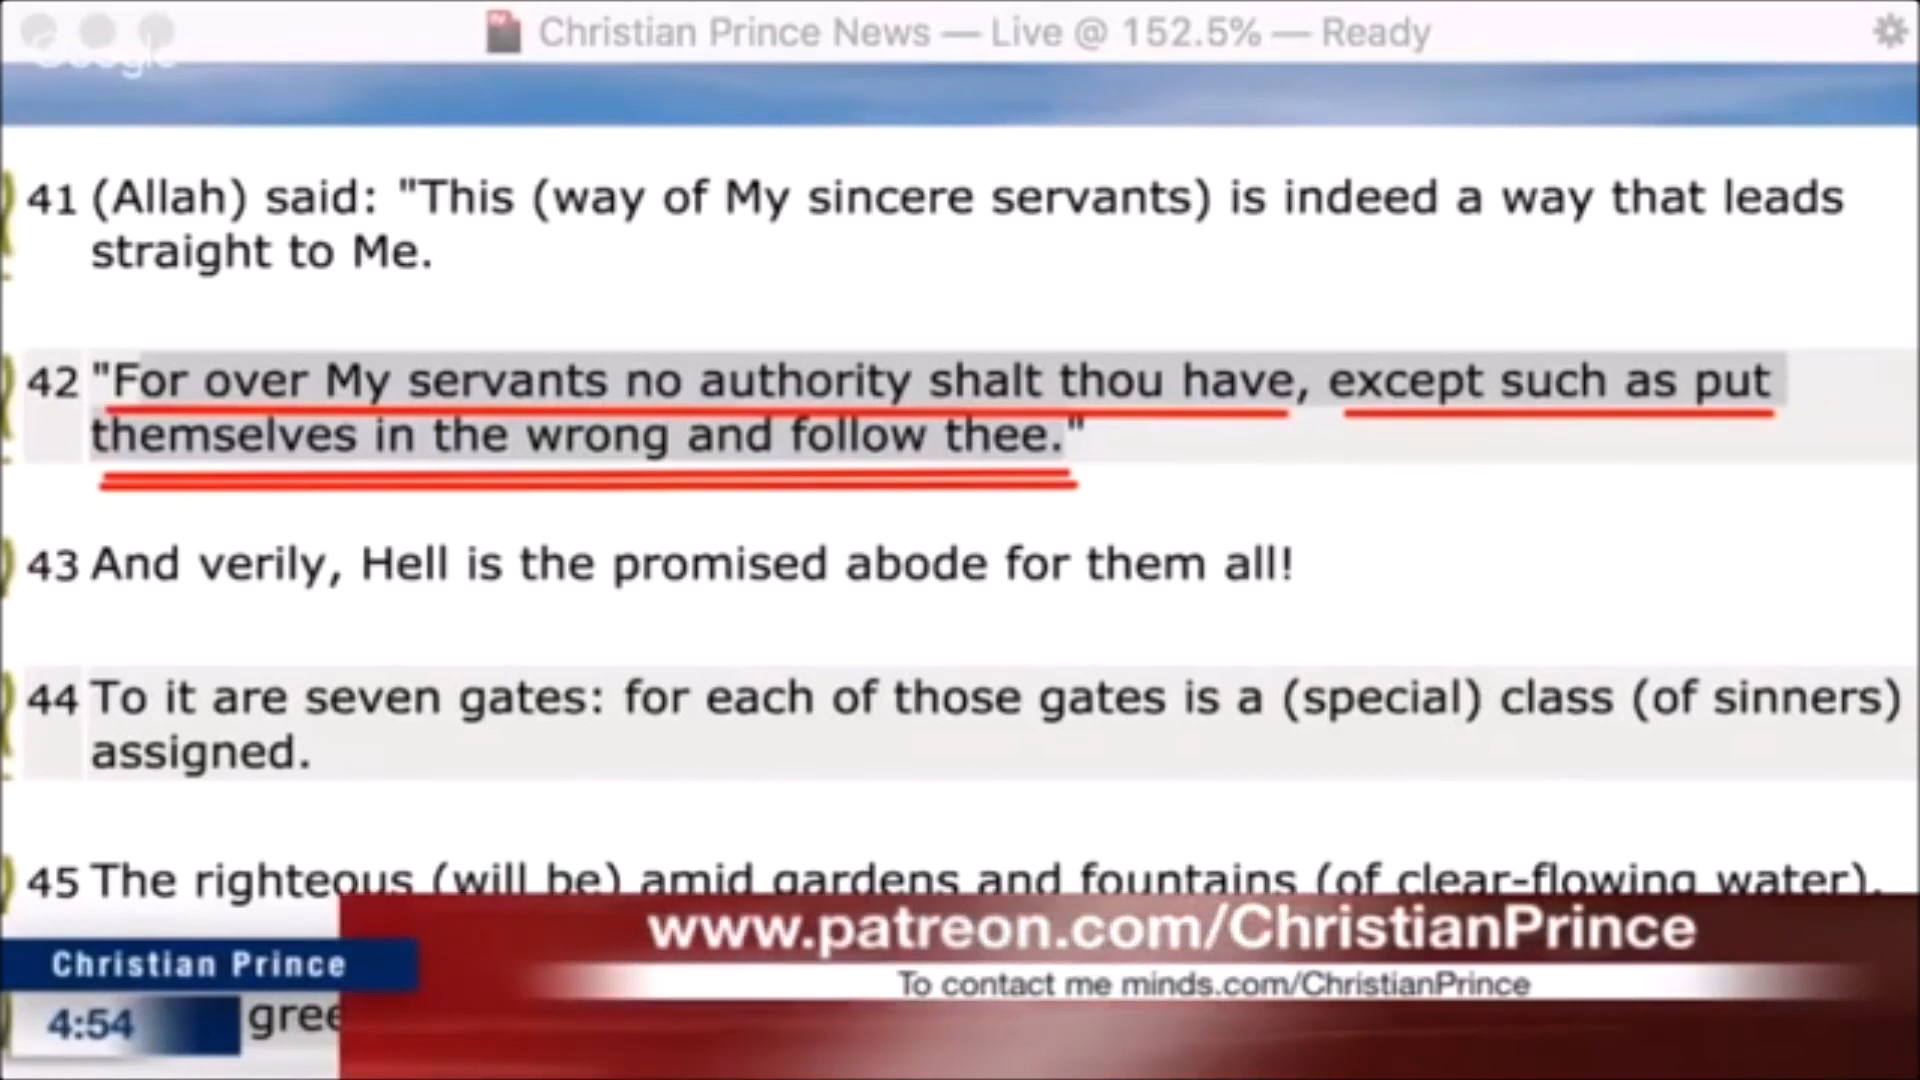 Christian Prince News — Live @ 152.5% — Ready
Google
41 (Allah) said: "This (way of My sincere servants) is indeed a way that leads
straight to Me.
42 "For over My servants no authority shalt thou have, except such as put
themselves in the wrong and follow thee."
43 And verily, Hell is the promised abode for them all!
44 To it are seven gates: for each of those gates is a (special) class (of sinners)
assigned.
45 The righteous (will be) amid gardens and fountains (of clear-flowing water).
www.patreon.com/ChristianPrince
Christian Prince
To contact me minds.com/ChristianPrince
4:54